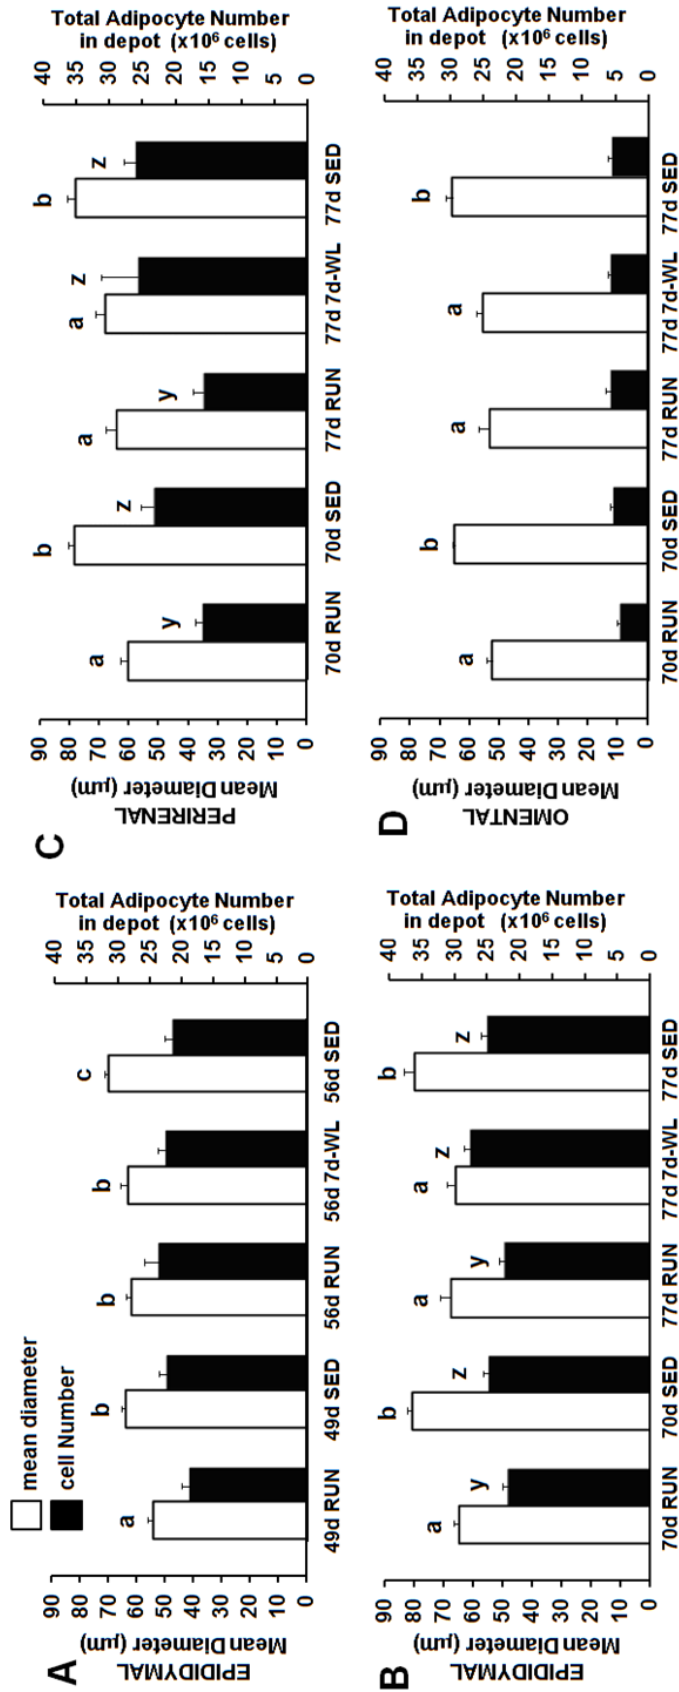 mean diameter
cell Number
A
EPIDIDYMAL
Mean Diameter (µm)
90
80
70
60
50
40
30
20
10
0
a
b
b
b
c
49d RUN
49d SED
56d RUN
56d 7d-WL
56d SED
40
35
30
25
20
15
10
5
0
Total Adipocyte Number
in depot (x10⁶ cells)
B
EPIDIDYMAL
Mean Diameter (µm)
90
80
70
60
50
40
30
20
10
0
a
y
b
z
a
y
a
z
b
z
70d RUN
70d SED
77d RUN
77d 7d-WL
77d SED
40
35
30
25
20
15
10
5
0
Total Adipocyte Number
in depot (x10⁶ cells)
C
PERIRENAL
Mean Diameter (µm)
90
80
70
60
50
40
30
20
10
0
a
y
b
z
a
y
a
z
b
z
70d RUN
70d SED
77d RUN
77d 7d-WL
77d SED
40
35
30
25
20
15
10
5
0
Total Adipocyte Number
in depot (x10⁶ cells)
D
OMENTAL
Mean Diameter (µm)
90
80
70
60
50
40
30
20
10
0
a
b
a
a
b
70d RUN
70d SED
77d RUN
77d 7d-WL
77d SED
40
35
30
25
20
15
10
5
0
Total Adipocyte Number
in depot (x10⁶ cells)